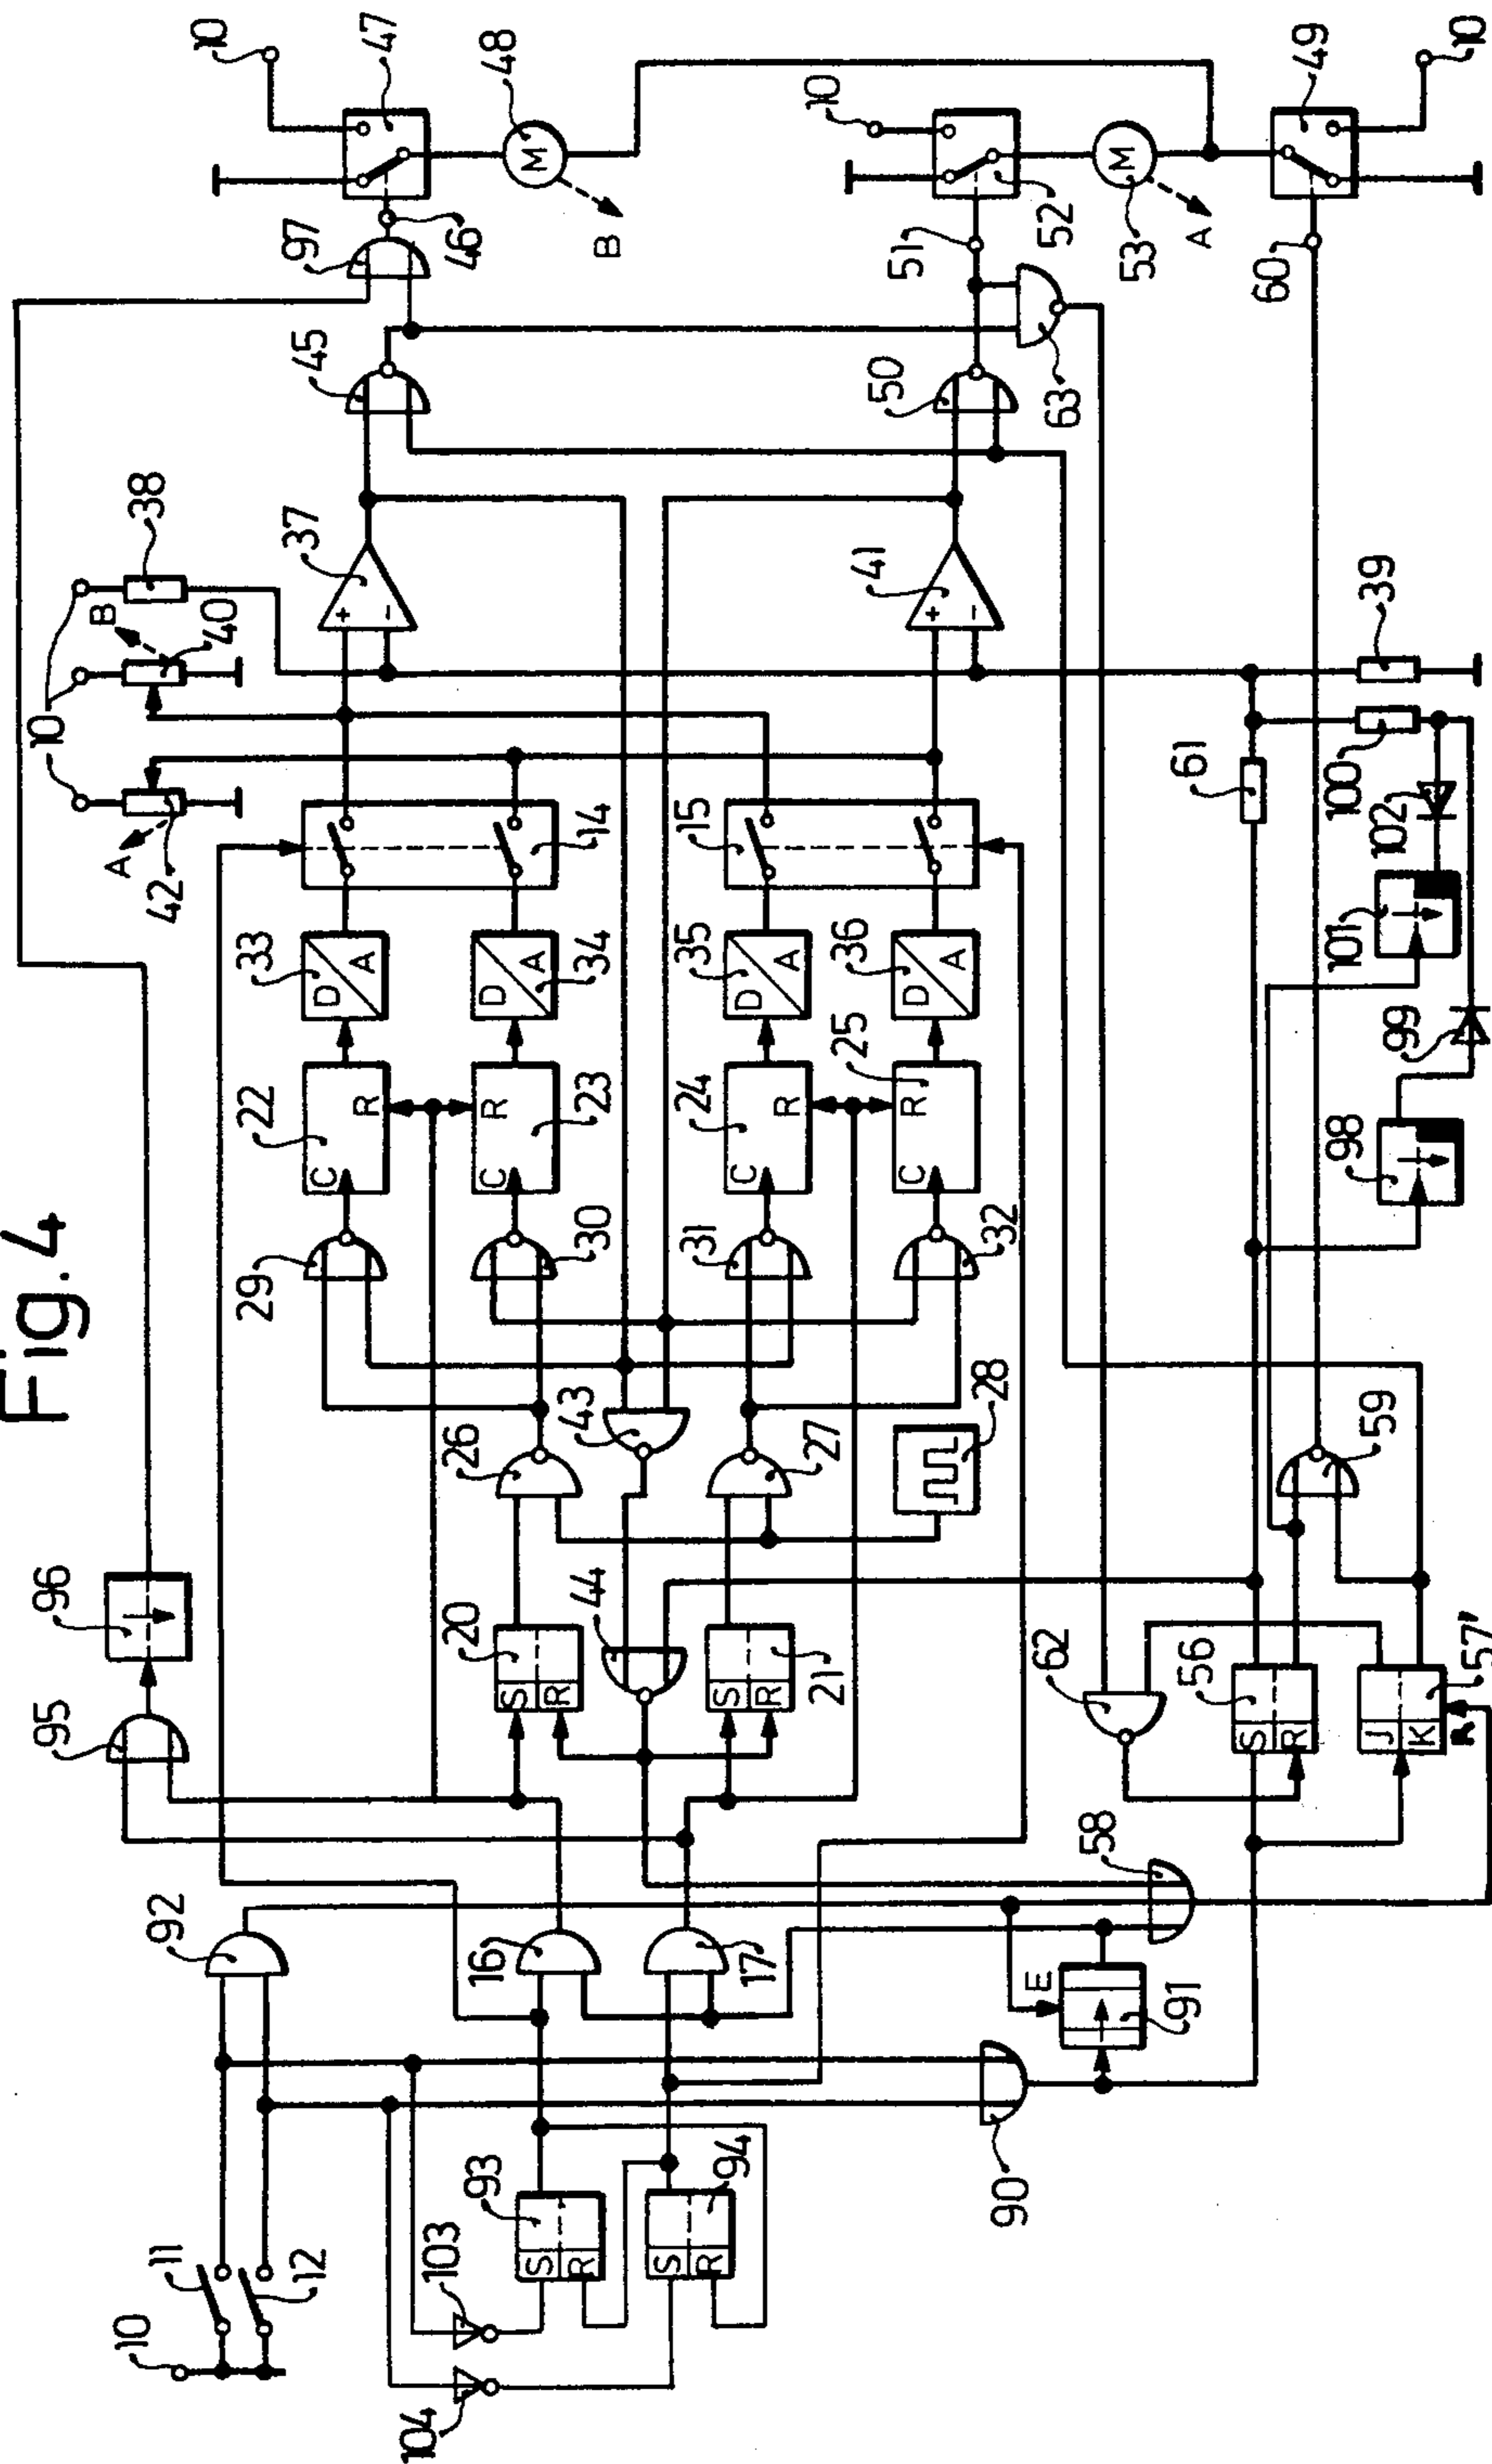 Fig.4
95
96
10
10
11
12
92
A
42
B
40
38
10
47
29
C
22
R
33
D
A
37
+
-
45
97
46
48
M
B
104
103
S
R
93
16
S
R
20
26
30
C
23
R
34
D
A
14
S
R
94
17
44
43
S
R
21
27
31
C
24
R
35
D
A
15
10
28
32
C
25
R
36
D
A
41
+
-
50
51
52
63
M
53
A
90
E
91
58
62
61
S
R
56
59
98
99
101
102
100
39
60
49
10
J
K
R
57'